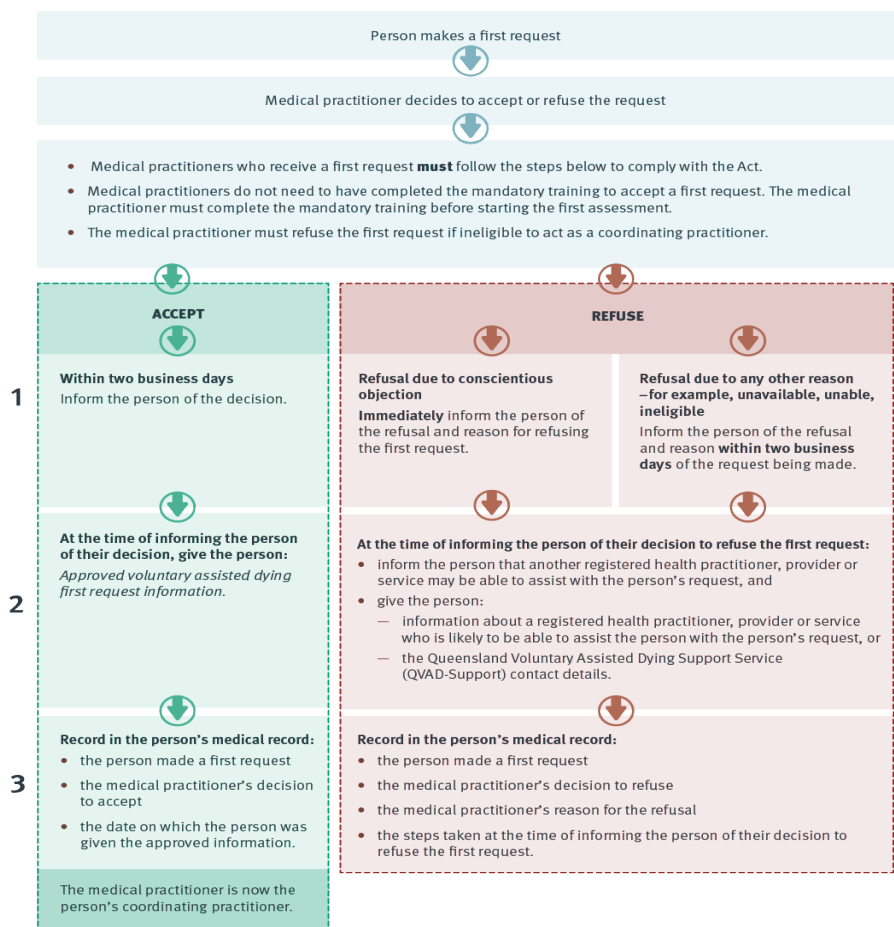 Person makes a first request
Medical practitioner decides to accept or refuse the request
• Medical practitioners who receive a first request must follow the steps below to comply with the Act.
• Medical practitioners do not need to have completed the mandatory training to accept a first request. The medical
practitioner must complete the mandatory training before starting the first assessment.
• The medical practitioner must refuse the first request if ineligible to act as a coordinating practitioner.
ACCEPT
REFUSE
1
Within two business days
Inform the person of the decision.
Refusal due to conscientious
objection
Immediately inform the person of
the refusal and reason for refusing
the first request.
Refusal due to any other reason
–for example, unavailable, unable,
ineligible
Inform the person of the refusal
and reason within two business
days of the request being made.
2
At the time of informing the person
of their decision, give the person:
Approved voluntary assisted dying
first request information.
At the time of informing the person of their decision to refuse the first request:
• inform the person that another registered health practitioner, provider or
service may be able to assist with the person's request, and
• give the person:
— information about a registered health practitioner, provider or service
who is likely to be able to assist the person with the person's request, or
— the Queensland Voluntary Assisted Dying Support Service
(QVAD-Support) contact details.
3
Record in the person's medical record:
• the person made a first request
• the medical practitioner's decision
to accept
• the date on which the person was
given the approved information.
The medical practitioner is now the
person's coordinating practitioner.
Record in the person's medical record:
• the person made a first request
• the medical practitioner's decision to refuse
• the medical practitioner's reason for the refusal
• the steps taken at the time of informing the person of their decision to
refuse the first request.